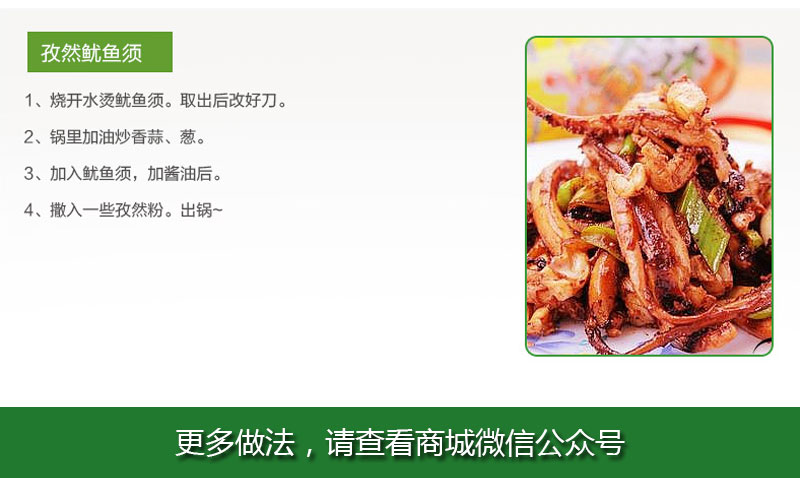 孜然鱿鱼须
1、烧开水烫鱿鱼须。取出后改好刀。
2、锅里加油炒香蒜、葱。
3、加入鱿鱼须，加酱油后。
4、撒入一些孜然粉。出锅~
更多做法，请查看商城微信公众号